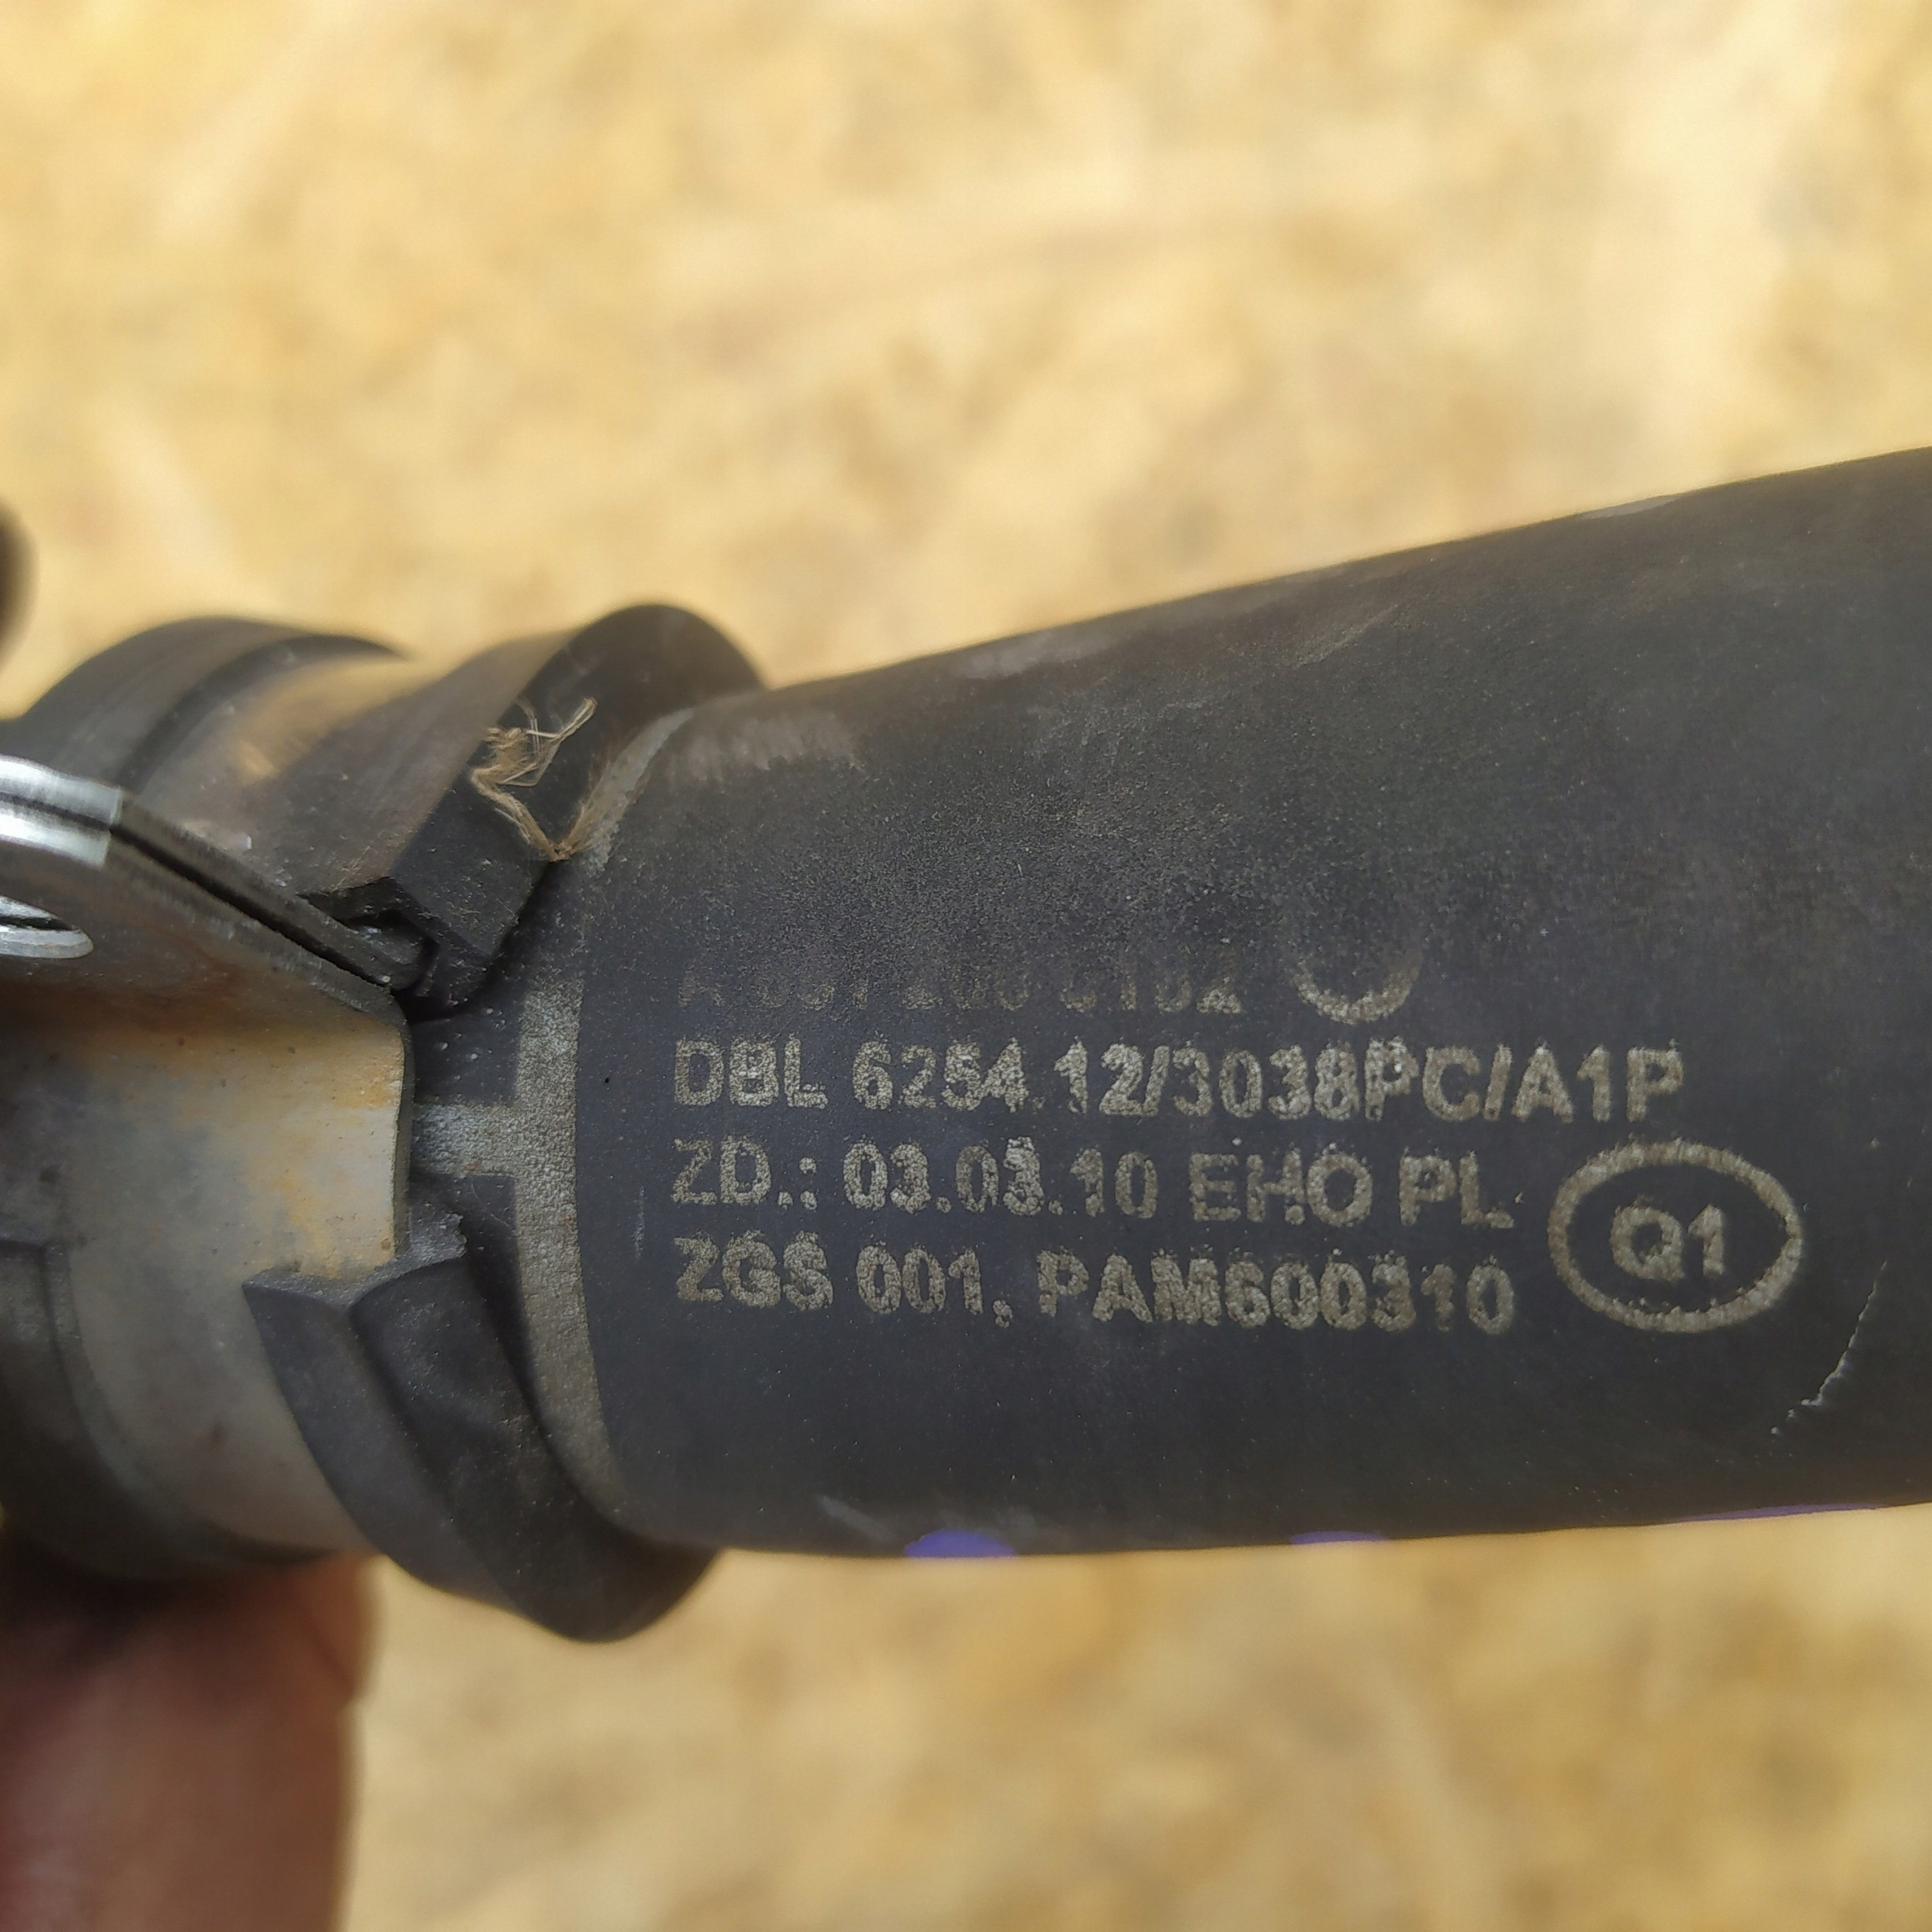 DBL 6254.12/3038PC/A1P
ZD.: 03.03.10 EHO PL
ZGS 001, PAM600310
Q1